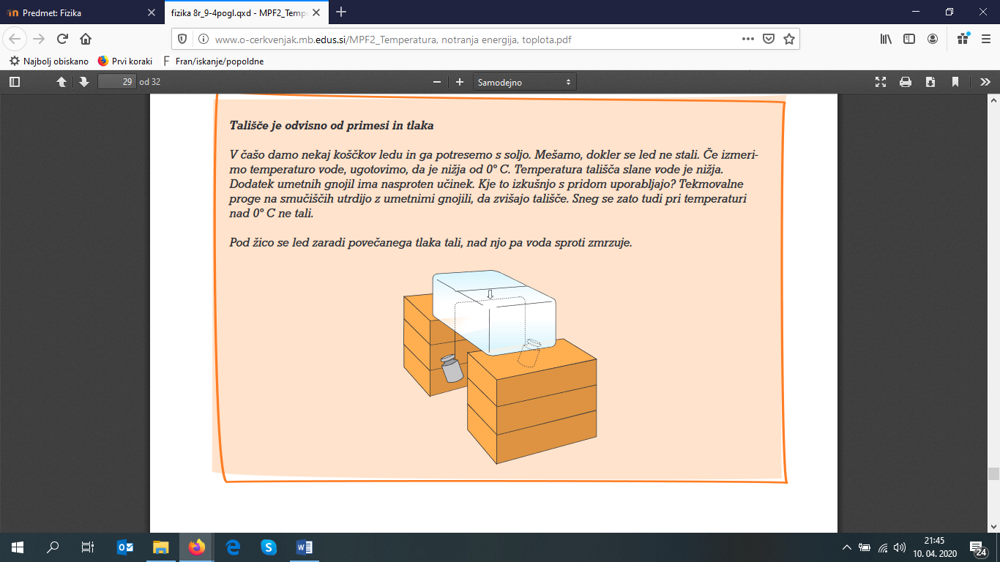 Predmet: Fizika
fizika 8r_9-4pogl.qxd - MPF2_Temp
www.o-cerkvenjak.mb.edus.si/MPF2_Temperatura, notranja energija, toplota.pdf
Najbolj obiskano
Prvi koraki
Fran/iskanje/popoldne
29 od 32
Samodejno
Tališče je odvisno od primesi in tlaka
V čašo damo nekaj koščkov ledu in ga potresemo s soljo. Mešamo, dokler se led ne stali. Če izmeri-
mo temperaturo vode, ugotovimo, da je nižja od 0° C. Temperatura tališča slane vode je nižja.
Dodatek umetnih gnojil ima nasproten učinek. Kje to izkušnjo s pridom uporabljajo? Tekmovalne
proge na smučiščih utrdijo z umetnimi gnojili, da zvišajo tališče. Sneg se zato tudi pri temperaturi
nad 0° C ne tali.
Pod žico se led zaradi povečanega tlaka tali, nad njo pa voda sproti zmrzuje.
21:45
10. 04. 2020
24